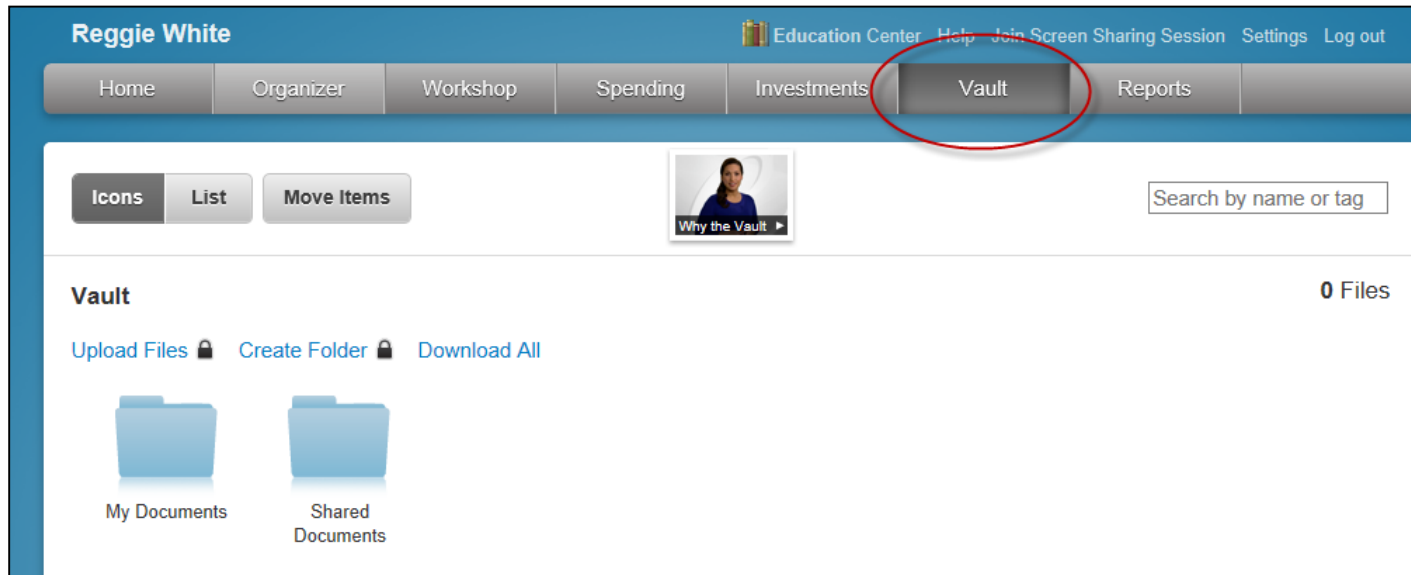 Reggie White
Education Center Help Join Screen Sharing Session Settings Log out
Home Organizer Workshop Spending Investments Vault Reports
Icons List Move Items
Why the Vault
Search by name or tag
Vault
0 Files
Upload Files Create Folder Download All
My Documents
Shared
Documents